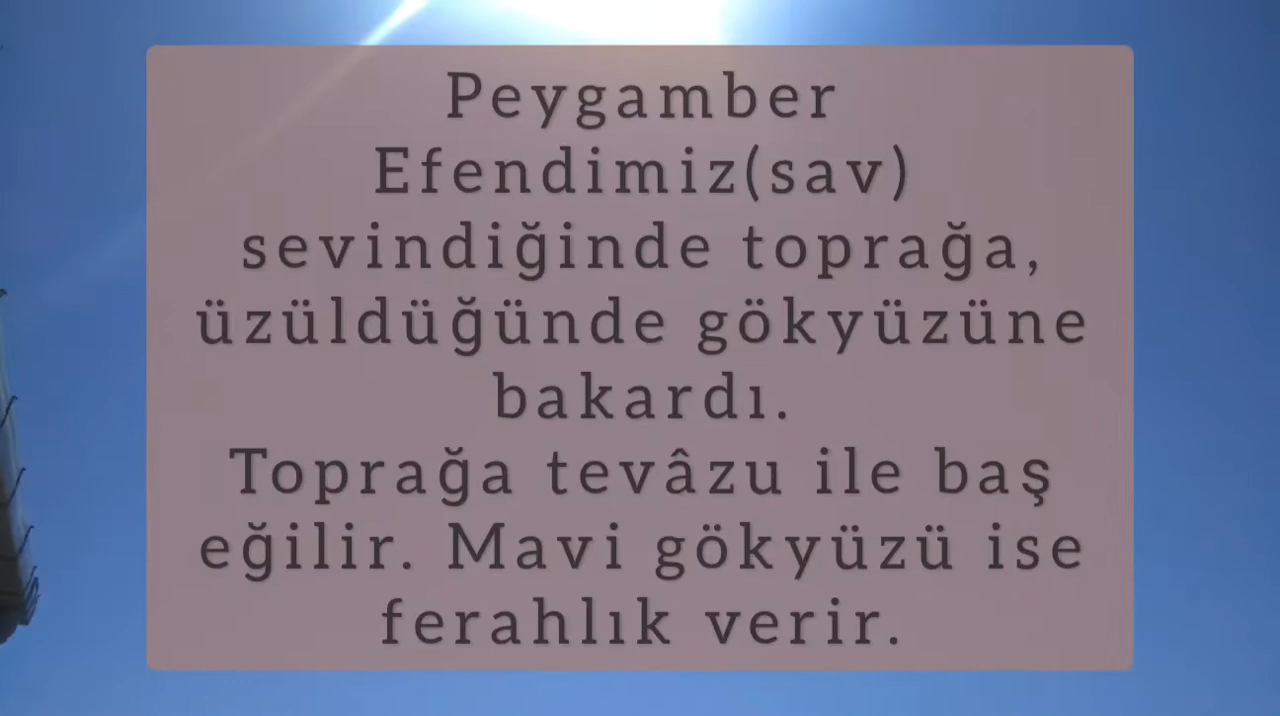 Peygamber
Efendimiz(sav)
sevindiğinde toprağa,
üzüldüğünde gökyüzüne
bakardı.
Toprağa tevâzu ile baş
eğilir. Mavi gökyüzü ise
ferahlık verir.